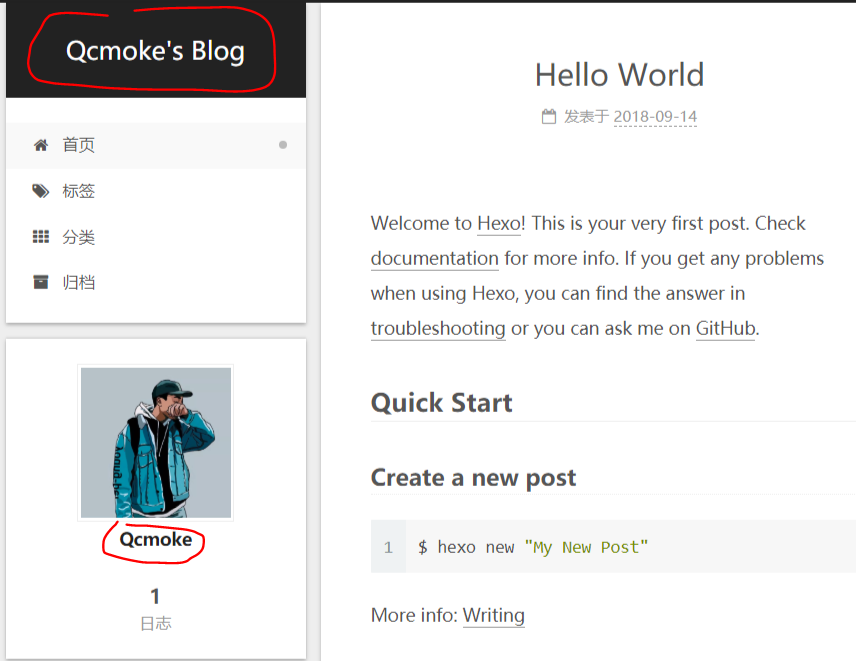 Qcmoke's Blog
首页
标签
分类
归档
Qcmoke
1
日志
Hello World
发表于 2018-09-14
Welcome to Hexo! This is your very first post. Check
documentation for more info. If you get any problems
when using Hexo, you can find the answer in
troubleshooting or you can ask me on GitHub.
Quick Start
Create a new post
1 $ hexo new "My New Post"
More info: Writing